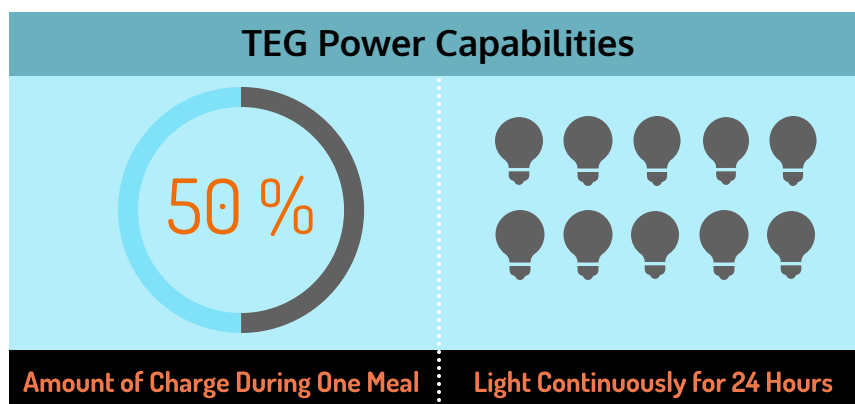 TEG Power Capabilities
50 %
Amount of Charge During One Meal
Light Continuously for 24 Hours